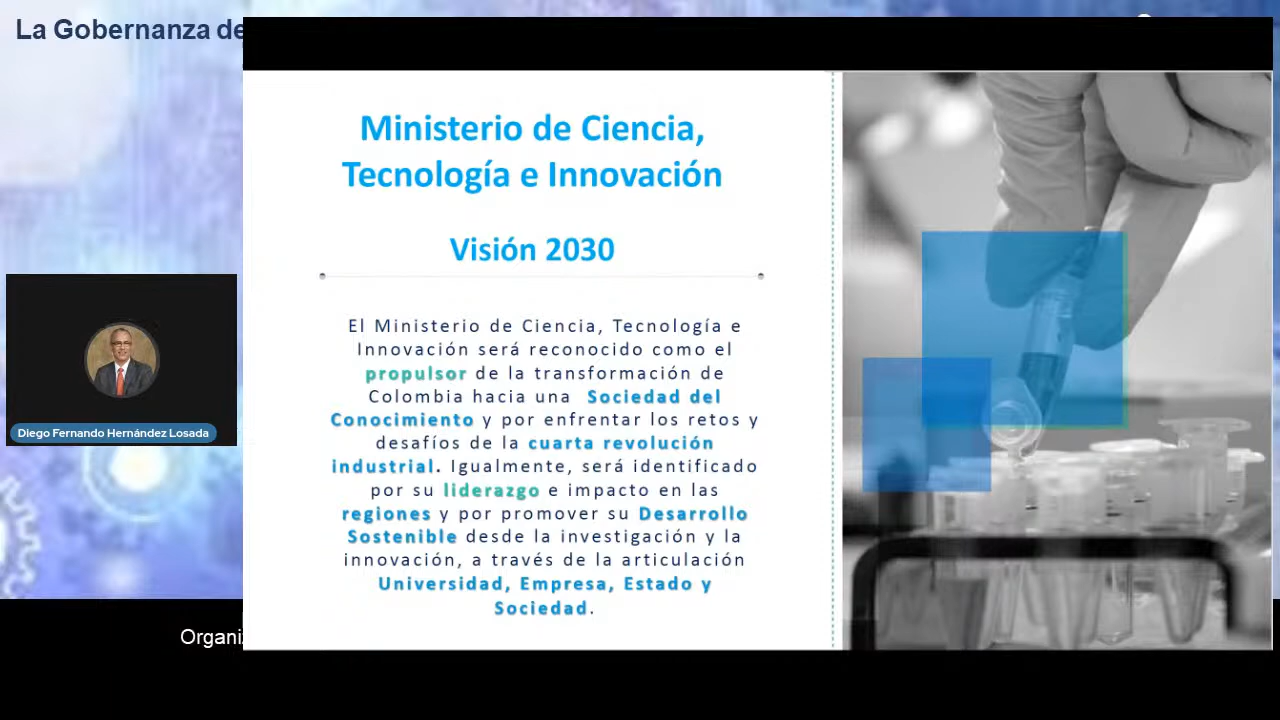 La Gobernanza de
Ministerio de Ciencia,
Tecnología e Innovación
Visión 2030
El Ministerio de Ciencia, Tecnología e
Innovación será reconocido como el
propulsor de la transformación de
Colombia hacia una Sociedad del
Conocimiento y por enfrentar los retos y
desafíos de la cuarta revolución
industrial. Igualmente, será identificado
por su liderazgo e impacto en las
regiones y por promover su Desarrollo
Sostenible desde la investigación y la
innovación, a través de la articulación
Universidad, Empresa, Estado y
Sociedad.
Diego Fernando Hernández Losada
Organi